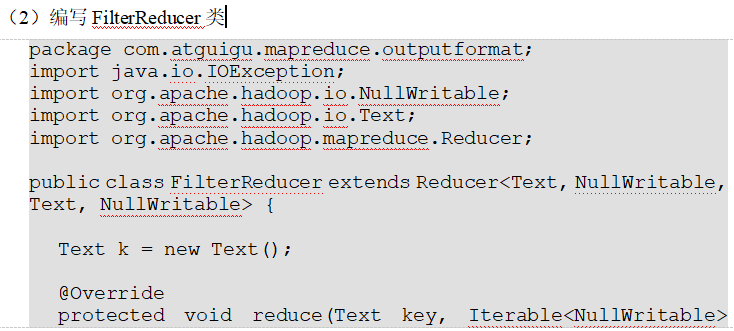 （2）编写 FilterReducer 类
package com.atguigu.mapreduce.outputformat;
import java.io.IOException;
import org.apache.hadoop.io.NullWritable;
import org.apache.hadoop.io.Text;
import org.apache.hadoop.mapreduce.Reducer;
public class FilterReducer extends Reducer<Text, NullWritable,
Text, NullWritable> {
Text k = new Text();
@Override
protected void reduce(Text key, Iterable<NullWritable>